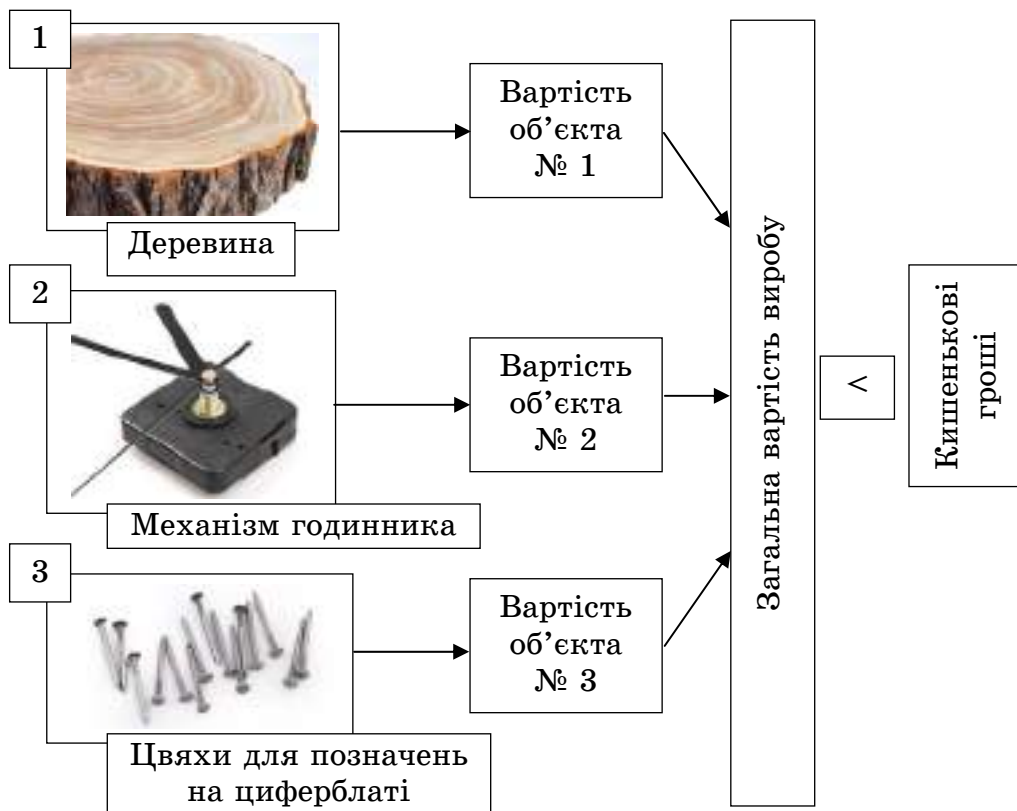 1
Деревина
Вартість
об’єкта
№ 1
2
Механізм годинника
Вартість
об’єкта
№ 2
3
Цвяхи для позначень
на циферблаті
Вартість
об’єкта
№ 3
Загальна вартість виробу
<
Кишенькові
гроші